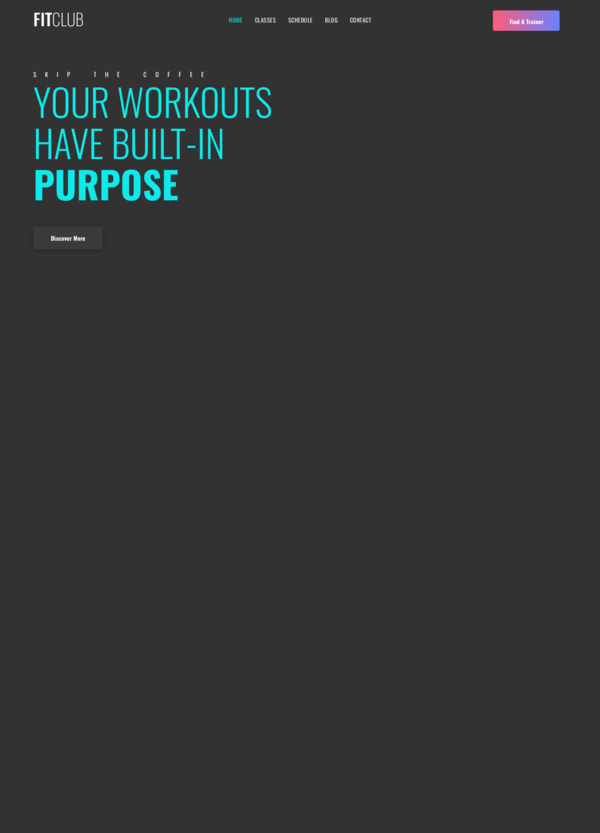 FITCLUB
HOME CLASSES SCHEDULE BLOG CONTACT
Find A Trainer
SKIP THE COFFEE
YOUR WORKOUTS
HAVE BUILT-IN
PURPOSE
Discover More